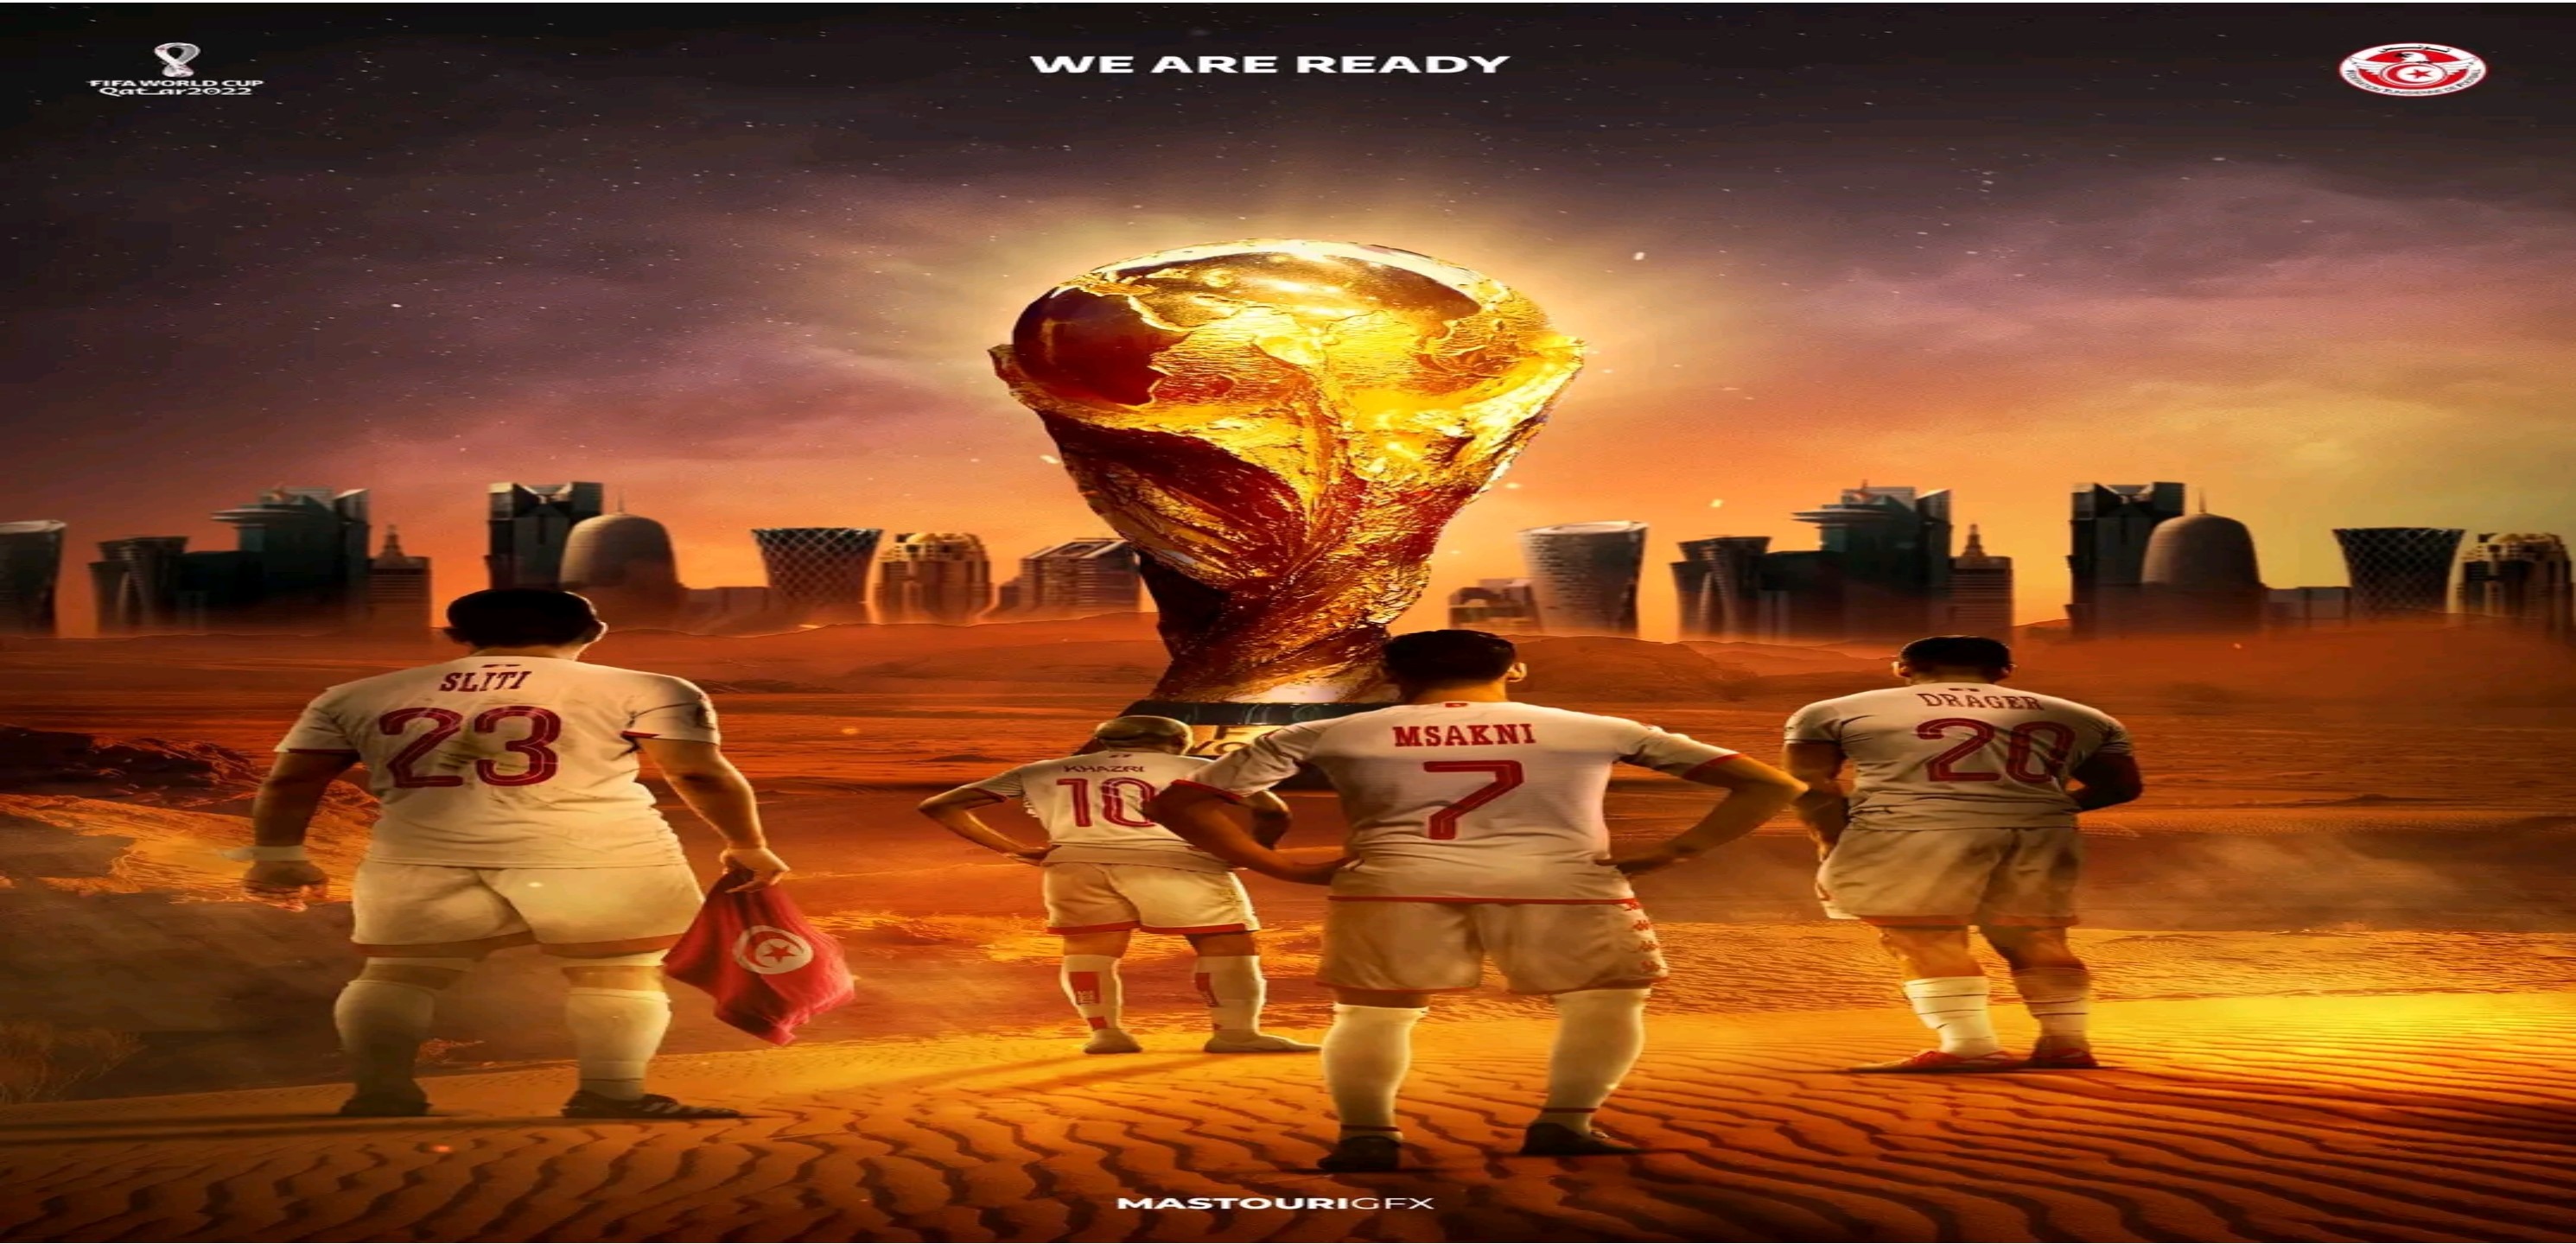 FIFA WORLD CUP
Qatar2022
WE ARE READY
SLITI
23
KHAZRI
10
MSAKNI
7
DRAGER
20
MASTOURIGFX